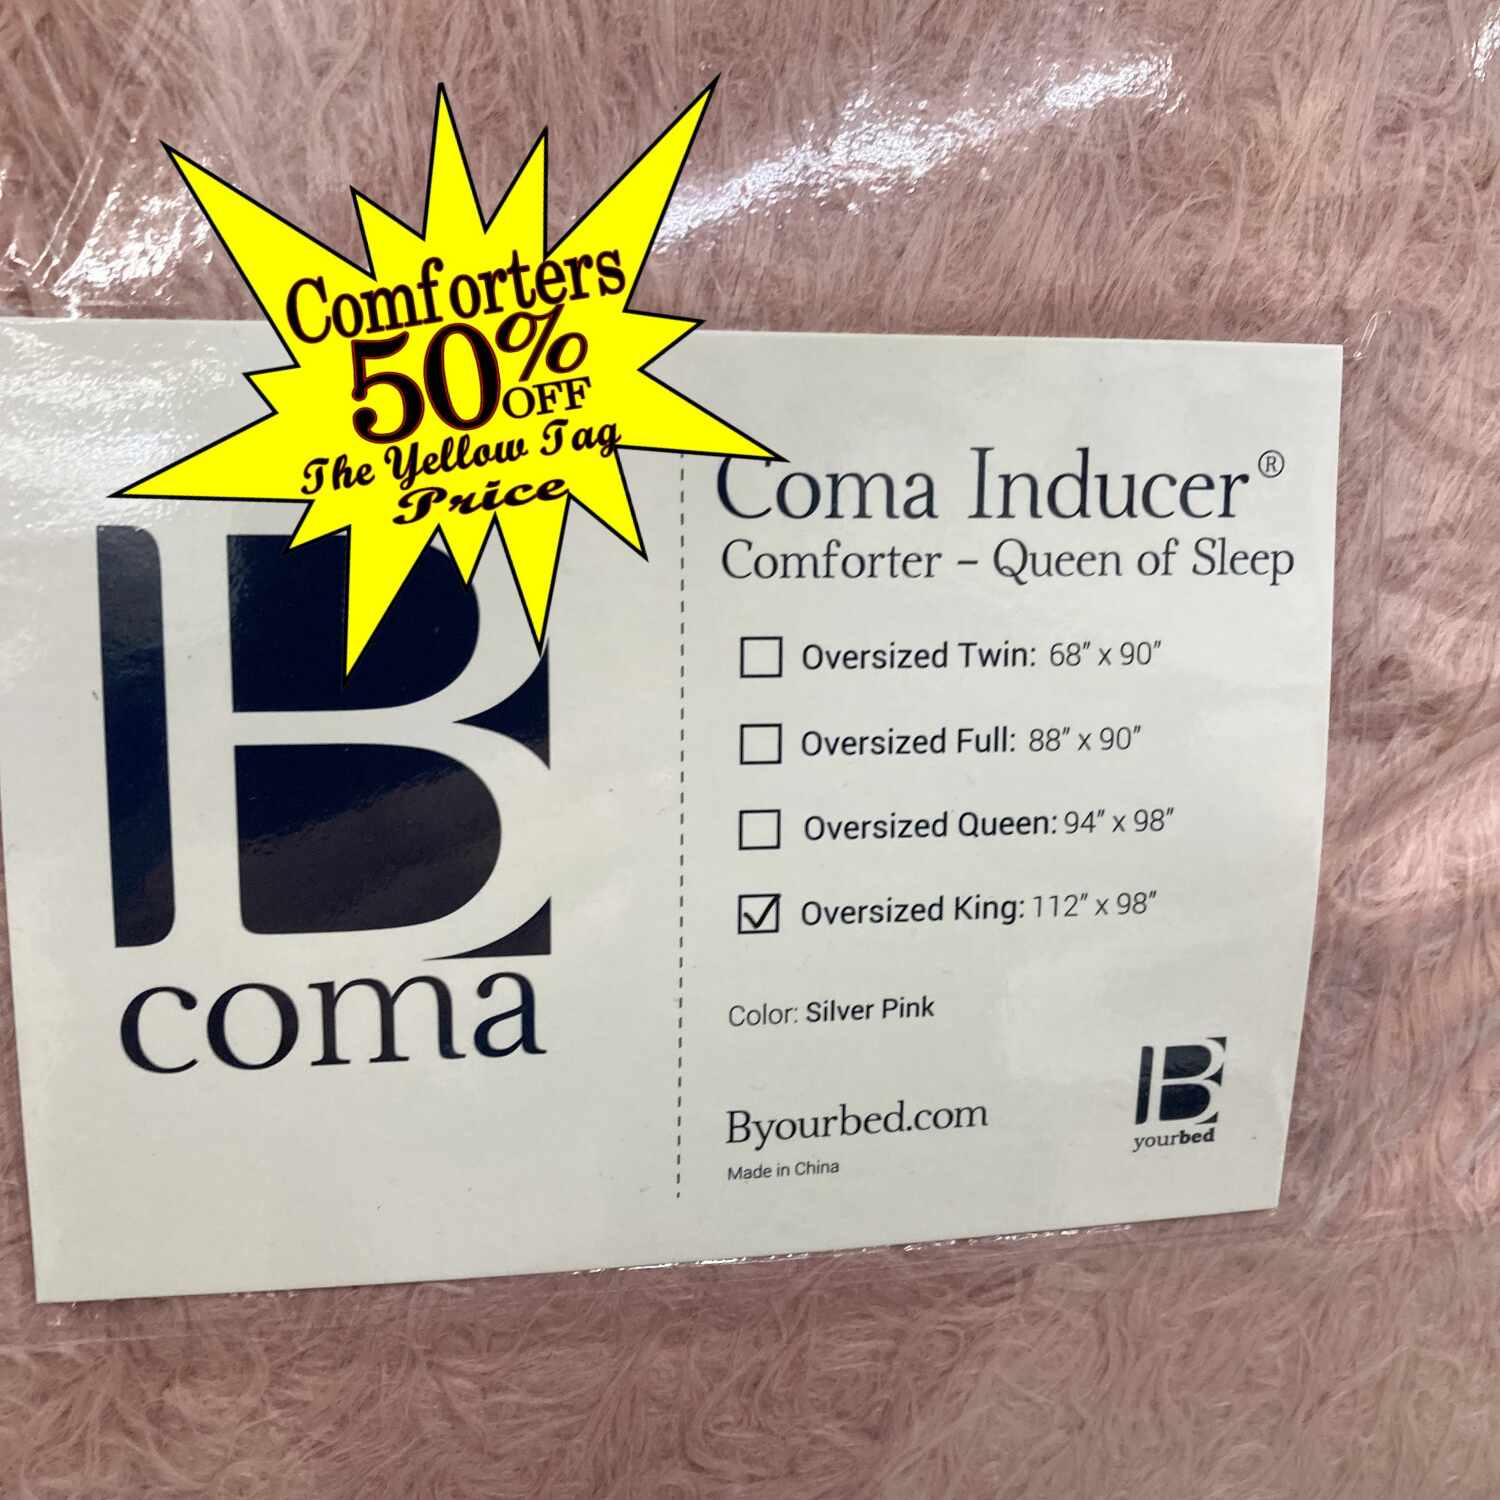 Comforters
50%
OFF
The Yellow Tag
Price
B
coma
Coma Inducer®
Comforter – Queen of Sleep
Oversized Twin: 68" x 90"
Oversized Full: 88" x 90"
Oversized Queen: 94" x 98"
Oversized King: 112" x 98"
Color: Silver Pink
Byourbed.com
Made in China
B
yourbed